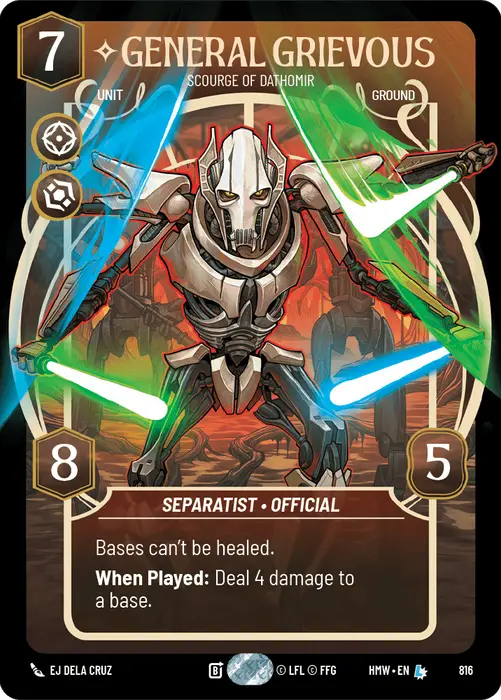 7
GENERAL GRIEVOUS
SCOURGE OF DATHOMIR
UNIT
GROUND
8
5
SEPARATIST • OFFICIAL
Bases can't be healed.
When Played: Deal 4 damage to
a base.
EJ DELA CRUZ
B
© LFL © FFG
HMW • EN
816